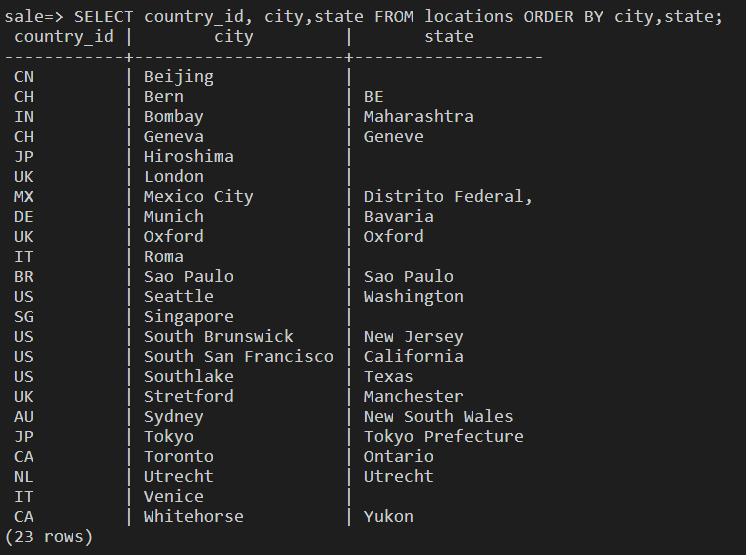 sale=> SELECT country_id, city,state FROM locations ORDER BY city,state;
 country_id |         city         |        state
------------+----------------------+---------------------
 CN         | Beijing              |
 CH         | Bern                 | BE
 IN         | Bombay               | Maharashtra
 CH         | Geneva               | Geneve
 JP         | Hiroshima            |
 UK         | London               |
 MX         | Mexico City          | Distrito Federal,
 DE         | Munich               | Bavaria
 UK         | Oxford               | Oxford
 IT         | Roma                 |
 BR         | Sao Paulo            | Sao Paulo
 US         | Seattle              | Washington
 SG         | Singapore            |
 US         | South Brunswick      | New Jersey
 US         | South San Francisco  | California
 US         | Southlake            | Texas
 UK         | Stretford            | Manchester
 AU         | Sydney               | New South Wales
 JP         | Tokyo                | Tokyo Prefecture
 CA         | Toronto              | Ontario
 NL         | Utrecht              | Utrecht
 IT         | Venice               |
 CA         | Whitehorse           | Yukon
(23 rows)